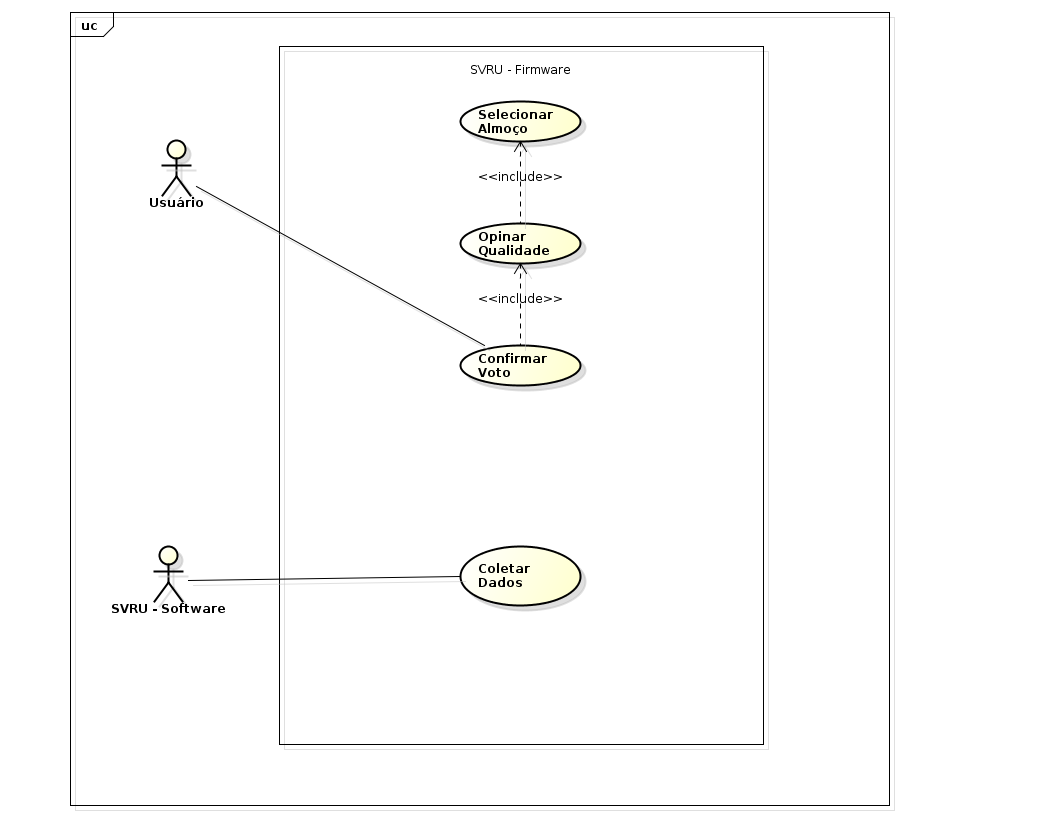 uc
SVRU - Firmware
Selecionar
Almoço
<<include>>
Usuário
Opinar
Qualidade
<<include>>
Confirmar
Voto
Coletar
Dados
SVRU - Software